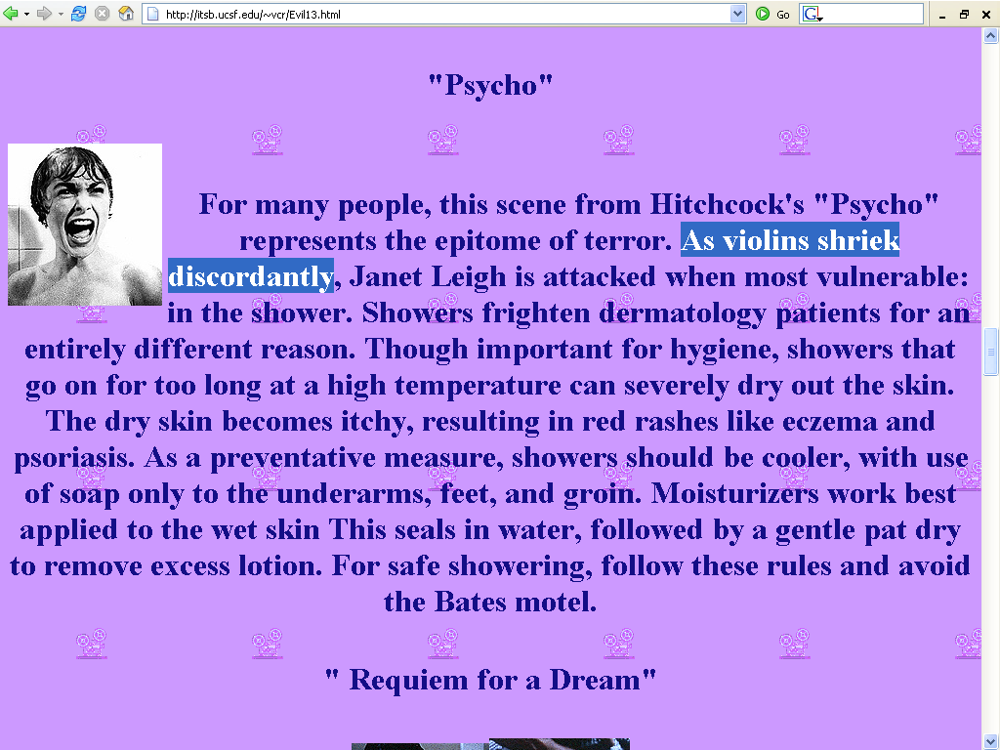 http://itsb.ucsf.edu/~vcr/Evil13.html
Go
G
"Psycho"
For many people, this scene from Hitchcock's "Psycho"
represents the epitome of terror. As violins shriek
discordantly, Janet Leigh is attacked when most vulnerable:
in the shower. Showers frighten dermatology patients for an
entirely different reason. Though important for hygiene, showers that
go on for too long at a high temperature can severely dry out the skin.
The dry skin becomes itchy, resulting in red rashes like eczema and
psoriasis. As a preventative measure, showers should be cooler, with use
of soap only to the underarms, feet, and groin. Moisturizers work best
applied to the wet skin This seals in water, followed by a gentle pat dry
to remove excess lotion. For safe showering, follow these rules and avoid
the Bates motel.
" Requiem for a Dream"